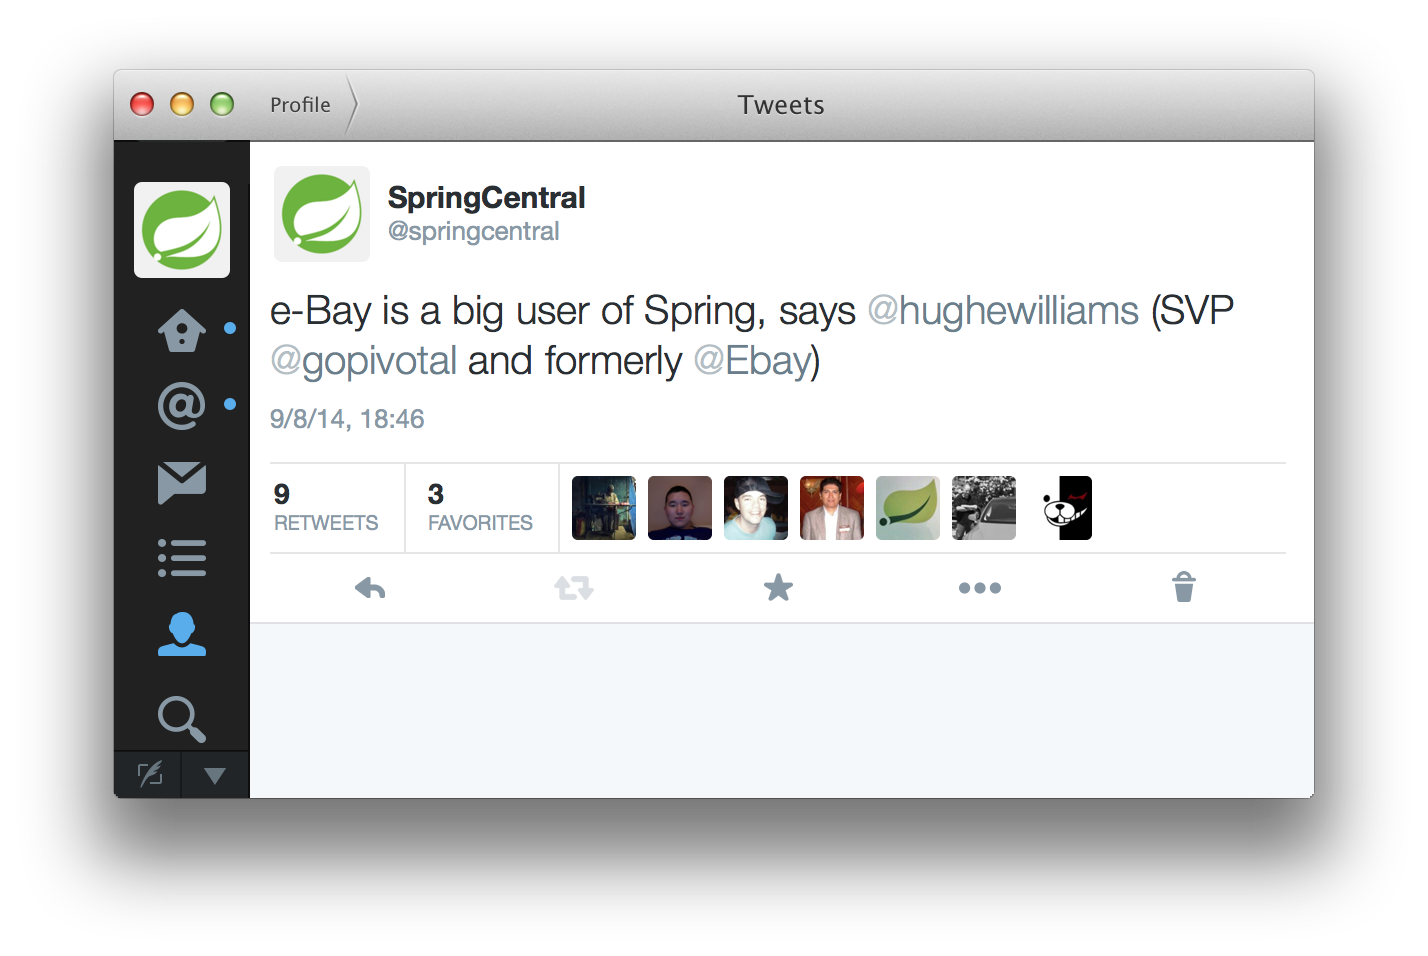 Profile
Tweets
SpringCentral
@springcentral
e-Bay is a big user of Spring, says @hughewilliams (SVP
@gopivotal and formerly @Ebay)
9/8/14, 18:46
9
RETWEETS
3
FAVORITES